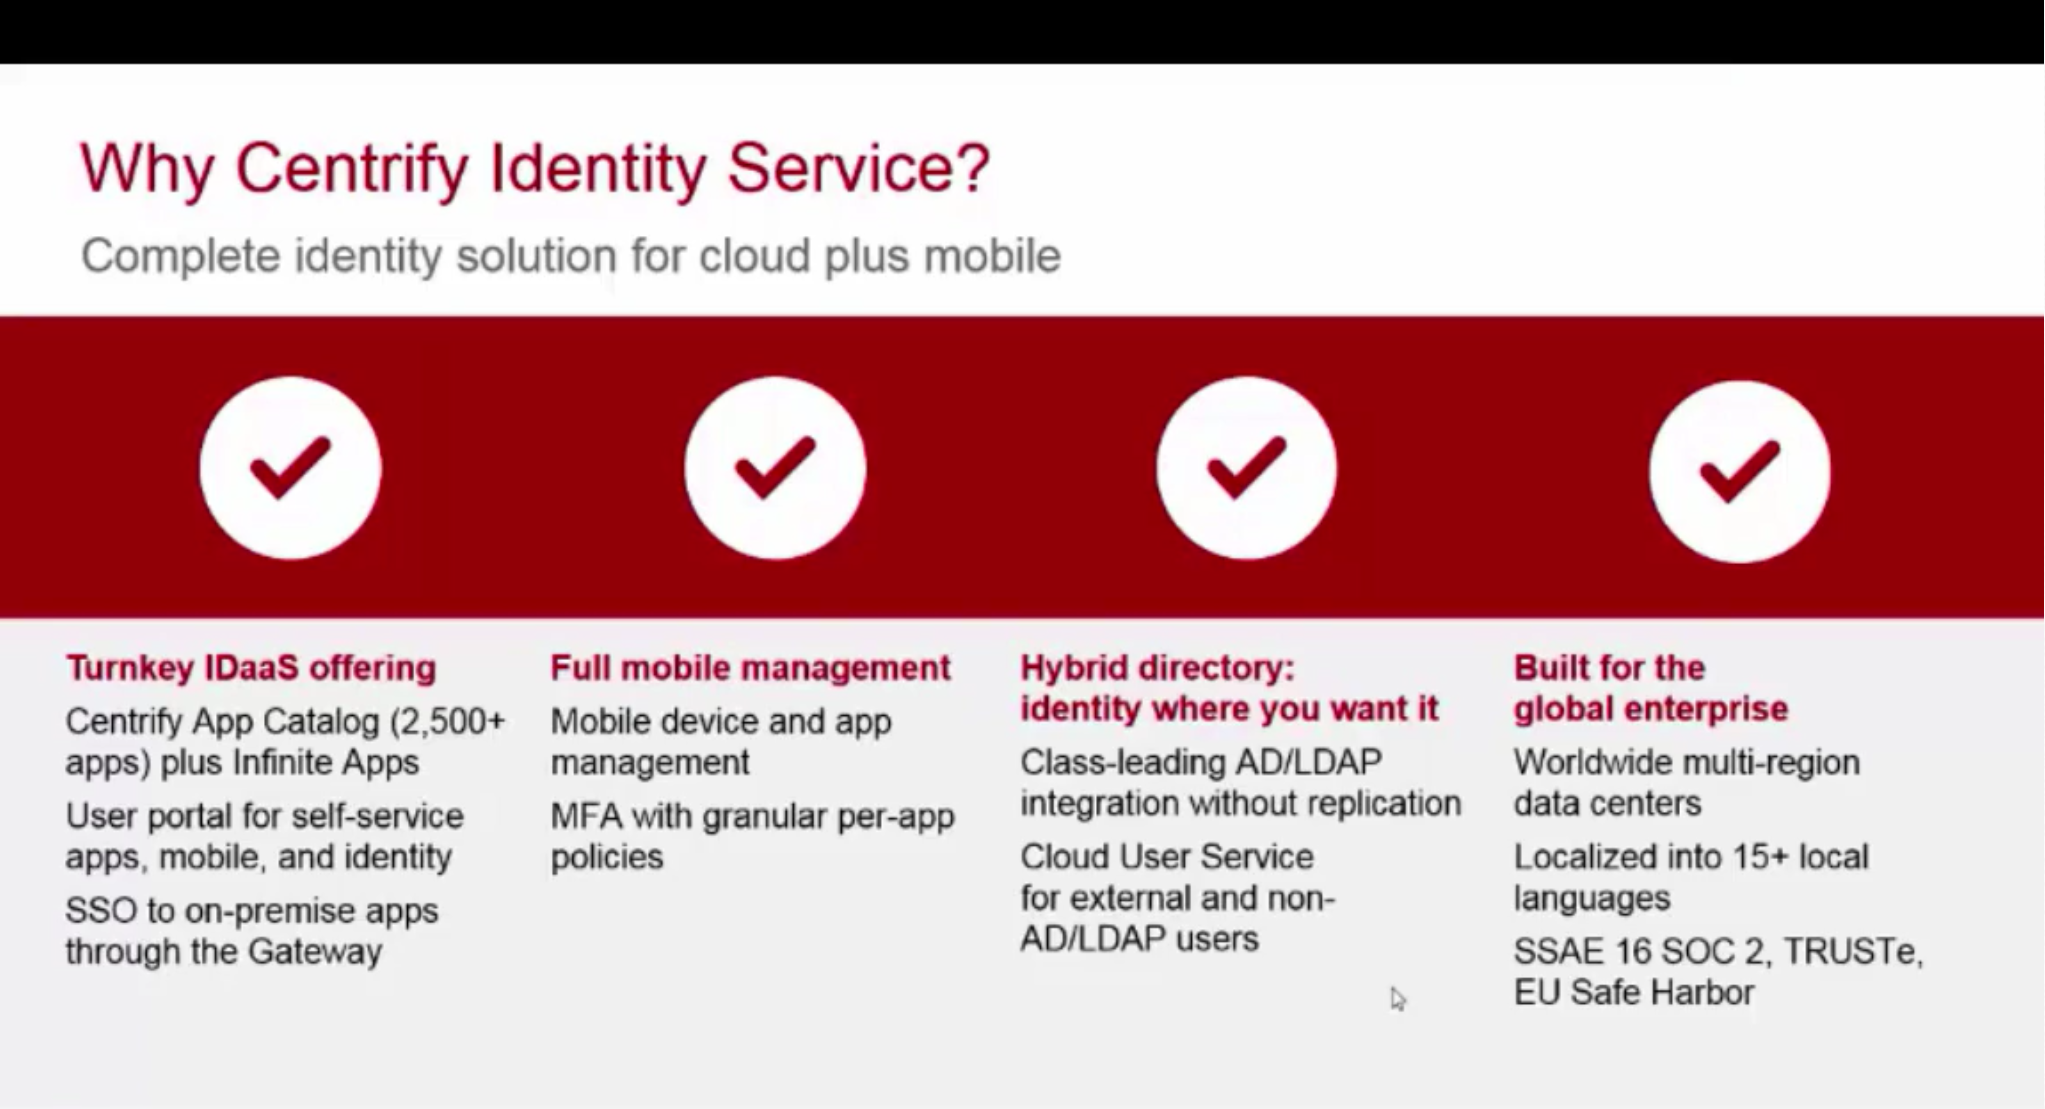 Why Centrify Identity Service?
Complete identity solution for cloud plus mobile
Turnkey IDaaS offering
Centrify App Catalog (2,500+
apps) plus Infinite Apps
User portal for self-service
apps, mobile, and identity
SSO to on-premise apps
through the Gateway
Full mobile management
Mobile device and app
management
MFA with granular per-app
policies
Hybrid directory:
identity where you want it
Class-leading AD/LDAP
integration without replication
Cloud User Service
for external and non-
AD/LDAP users
Built for the
global enterprise
Worldwide multi-region
data centers
Localized into 15+ local
languages
SSAE 16 SOC 2, TRUSTe,
EU Safe Harbor